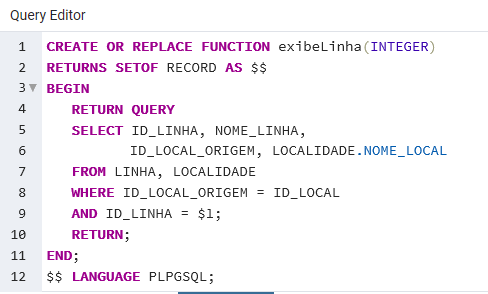 Query Editor
1 CREATE OR REPLACE FUNCTION exibeLinha(INTEGER)
2 RETURNS SETOF RECORD AS $$
3 BEGIN
4 RETURN QUERY
5 SELECT ID_LINHA, NOME_LINHA,
6 ID_LOCAL_ORIGEM, LOCALIDADE.NOME_LOCAL
7 FROM LINHA, LOCALIDADE
8 WHERE ID_LOCAL_ORIGEM = ID_LOCAL
9 AND ID_LINHA = $1;
10 RETURN;
11 END;
12 $$ LANGUAGE PLPGSQL;